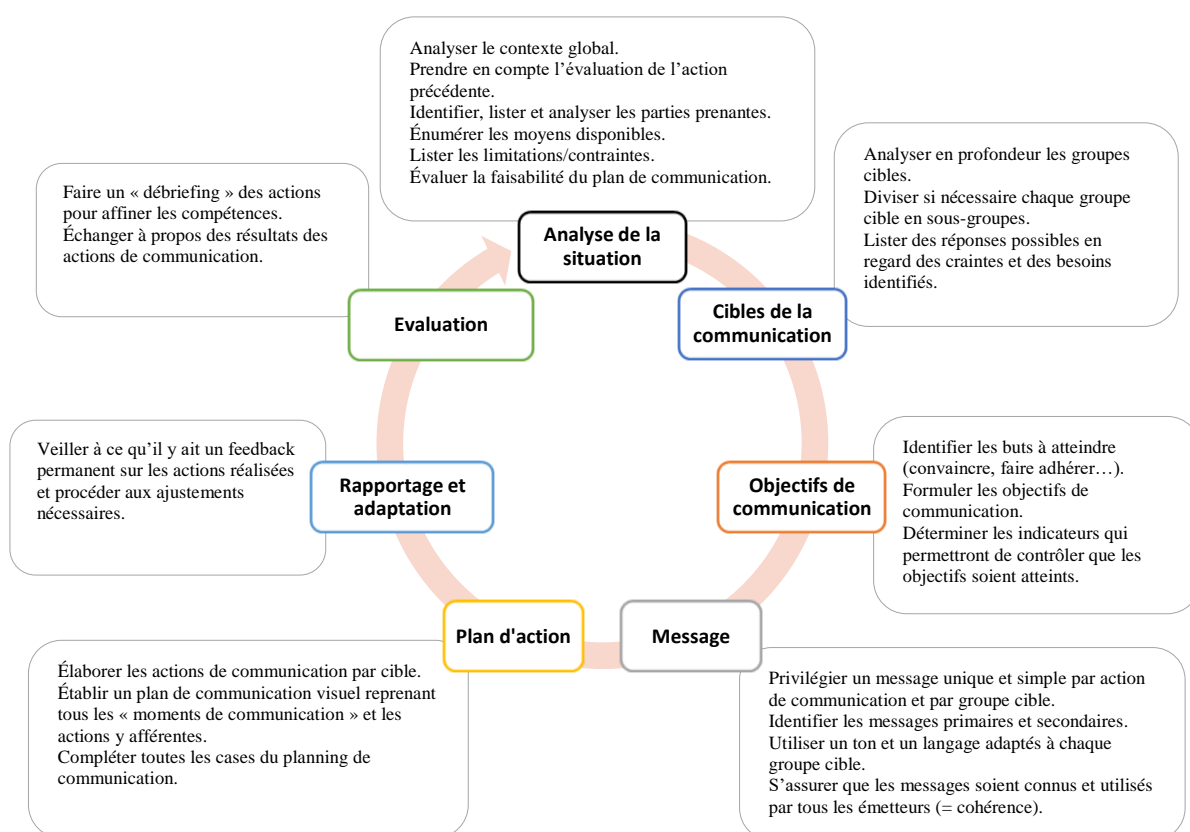 Analyser le contexte global.
Prendre en compte l’évaluation de l’action
précédente.
Identifier, lister et analyser les parties prenantes.
Énumérer les moyens disponibles.
Lister les limitations/contraintes.
Évaluer la faisabilité du plan de communication.
Analyse de la
situation
Analyser en profondeur les groupes
cibles.
Diviser si nécessaire chaque groupe
cible en sous-groupes.
Lister des réponses possibles en
regard des craintes et des besoins
identifiés.
Cibles de la
communication
Identifier les buts à atteindre
(convaincre, faire adhérer…).
Formuler les objectifs de
communication.
Déterminer les indicateurs qui
permettront de contrôler que les
objectifs soient atteints.
Objectifs de
communication
Message
Privilégier un message unique et simple par action
de communication et par groupe cible.
Identifier les messages primaires et secondaires.
Utiliser un ton et un langage adaptés à chaque
groupe cible.
S’assurer que les messages soient connus et utilisés
par tous les émetteurs (= cohérence).
Plan d'action
Élaborer les actions de communication par cible.
Établir un plan de communication visuel reprenant
tous les « moments de communication » et les
actions y afférentes.
Compléter toutes les cases du planning de
communication.
Rapportage et
adaptation
Veiller à ce qu’il y ait un feedback
permanent sur les actions réalisées
et procéder aux ajustements
nécessaires.
Evaluation
Faire un « débriefing » des actions
pour affiner les compétences.
Échanger à propos des résultats des
actions de communication.